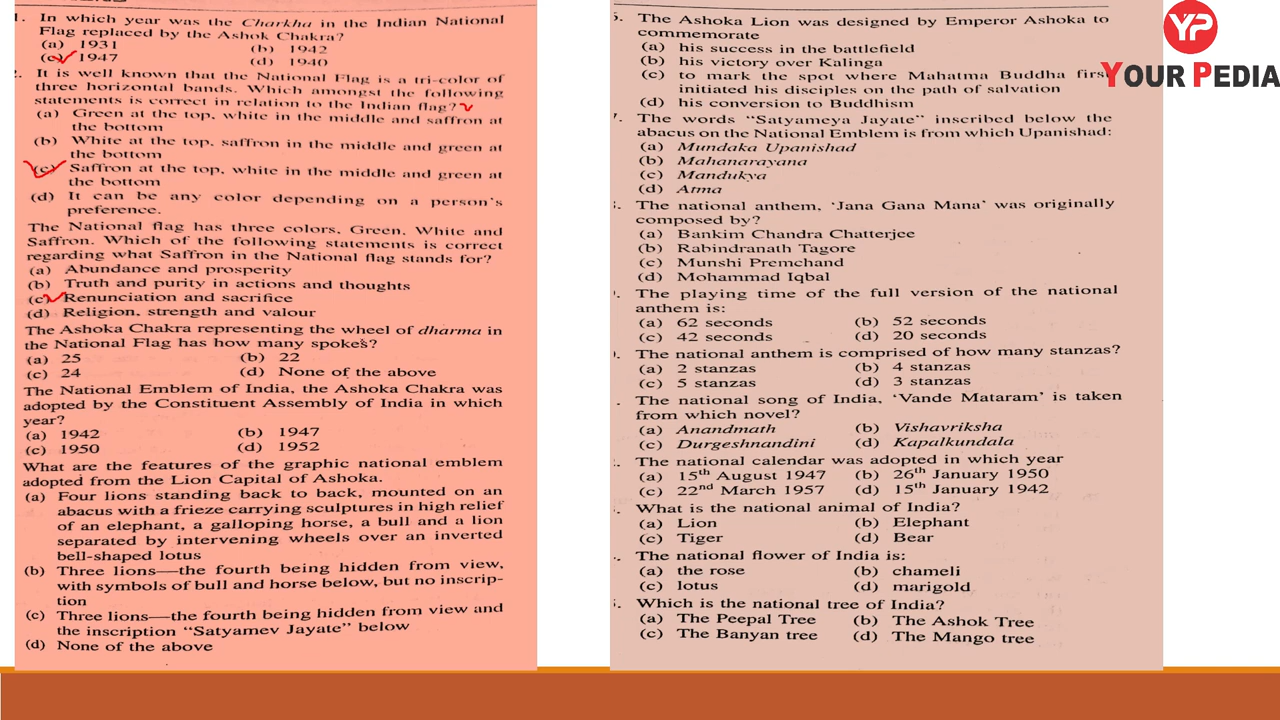 1. In which year was the Charkha in the Indian National
Flag replaced by the Ashok Chakra?
(a) 1931 (b) 1942
(c) 1947 (d) 1940
2. It is well known that the National Flag is a tri-color of
three horizontal bands. Which amongst the following
statements is correct in relation to the Indian flag?
(a) Green at the top, white in the middle and saffron at
the bottom
(b) White at the top, saffron in the middle and green at
the bottom
(c) Saffron at the top, white in the middle and green at
the bottom
(d) It can be any color depending on a person's
preference.
The National flag has three colors, Green, White and
Saffron. Which of the following statements is correct
regarding what Saffron in the National flag stands for?
(a) Abundance and prosperity
(b) Truth and purity in actions and thoughts
(c) Renunciation and sacrifice
(d) Religion, strength and valour
The Ashoka Chakra representing the wheel of dharma in
the National Flag has how many spokes?
(a) 25 (b) 22
(c) 24 (d) None of the above
The National Emblem of India, the Ashoka Chakra was
adopted by the Constituent Assembly of India in which
year?
(a) 1942 (b) 1947
(c) 1950 (d) 1952
What are the features of the graphic national emblem
adopted from the Lion Capital of Ashoka.
(a) Four lions standing back to back, mounted on an
abacus with a frieze carrying sculptures in high relief
of an elephant, a galloping horse, a bull and a lion
separated by intervening wheels over an inverted
bell-shaped lotus
(b) Three lions—the fourth being hidden from view,
with symbols of bull and horse below, but no inscrip-
tion
(c) Three lions—the fourth being hidden from view and
the inscription "Satyamev Jayate" below
(d) None of the above
The Ashoka Lion was designed by Emperor Ashoka to
commemorate
(a) his success in the battlefield
(b) his victory over Kalinga
(c) to mark the spot where Mahatma Buddha first
initiated his disciples on the path of salvation
(d) his conversion to Buddhism
The words "Satyameya Jayate" inscribed below the
abacus on the National Emblem is from which Upanishad:
(a) Mundaka Upanishad
(b) Mahanarayana
(c) Mandukya
(d) Atma
The national anthem, 'Jana Gana Mana' was originally
composed by?
(a) Bankim Chandra Chatterjee
(b) Rabindranath Tagore
(c) Munshi Premchand
(d) Mohammad Iqbal
The playing time of the full version of the national
anthem is:
(a) 62 seconds (b) 52 seconds
(c) 42 seconds (d) 20 seconds
The national anthem is comprised of how many stanzas?
(a) 2 stanzas (b) 4 stanzas
(c) 5 stanzas (d) 3 stanzas
The national song of India, 'Vande Mataram' is taken
from which novel?
(a) Anandmath (b) Vishavriksha
(c) Durgeshnandini (d) Kapalkundala
The national calendar was adopted in which year
(a) 15th August 1947 (b) 26th January 1950
(c) 22nd March 1957 (d) 15th January 1942
What is the national animal of India?
(a) Lion (b) Elephant
(c) Tiger (d) Bear
The national flower of India is:
(a) the rose (b) chameli
(c) lotus (d) marigold
Which is the national tree of India?
(a) The Peepal Tree (b) The Ashok Tree
(c) The Banyan tree (d) The Mango tree
YP
YOUR PEDIA